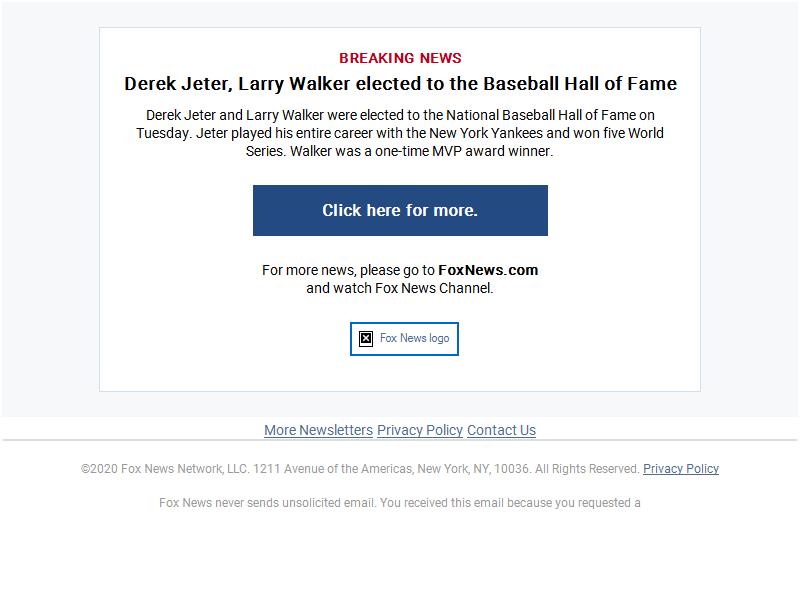 BREAKING NEWS
Derek Jeter, Larry Walker elected to the Baseball Hall of Fame
Derek Jeter and Larry Walker were elected to the National Baseball Hall of Fame on
Tuesday. Jeter played his entire career with the New York Yankees and won five World
Series. Walker was a one-time MVP award winner.
Click here for more.
For more news, please go to FoxNews.com
and watch Fox News Channel.
Fox News logo
More Newsletters Privacy Policy Contact Us
©2020 Fox News Network, LLC. 1211 Avenue of the Americas, New York, NY, 10036. All Rights Reserved. Privacy Policy
Fox News never sends unsolicited email. You received this email because you requested a